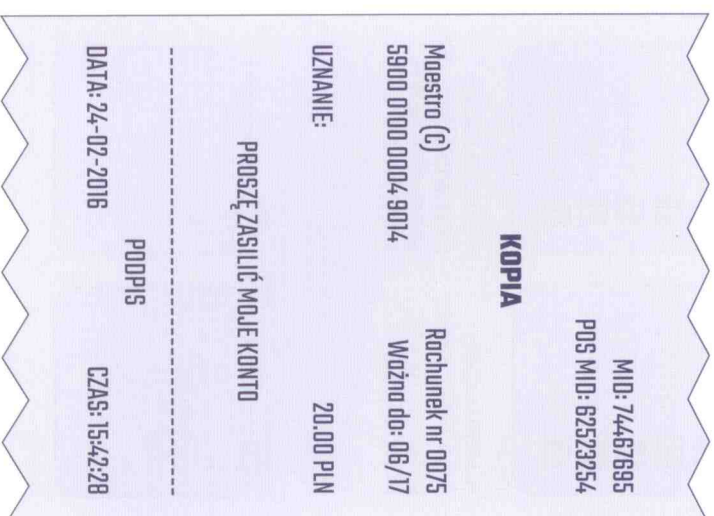 MID: 74467695
POS MID: 62523254
KOPIA
Maestro (C) Rachunek nr 0075
5900 0100 0004 9014 Ważna do: 06/17
UZNANIE: 20.00 PLN
PROSZĘ ZASILIĆ MOJE KONTO
PODPIS
DATA: 24-02-2016 CZAS: 15:42:28